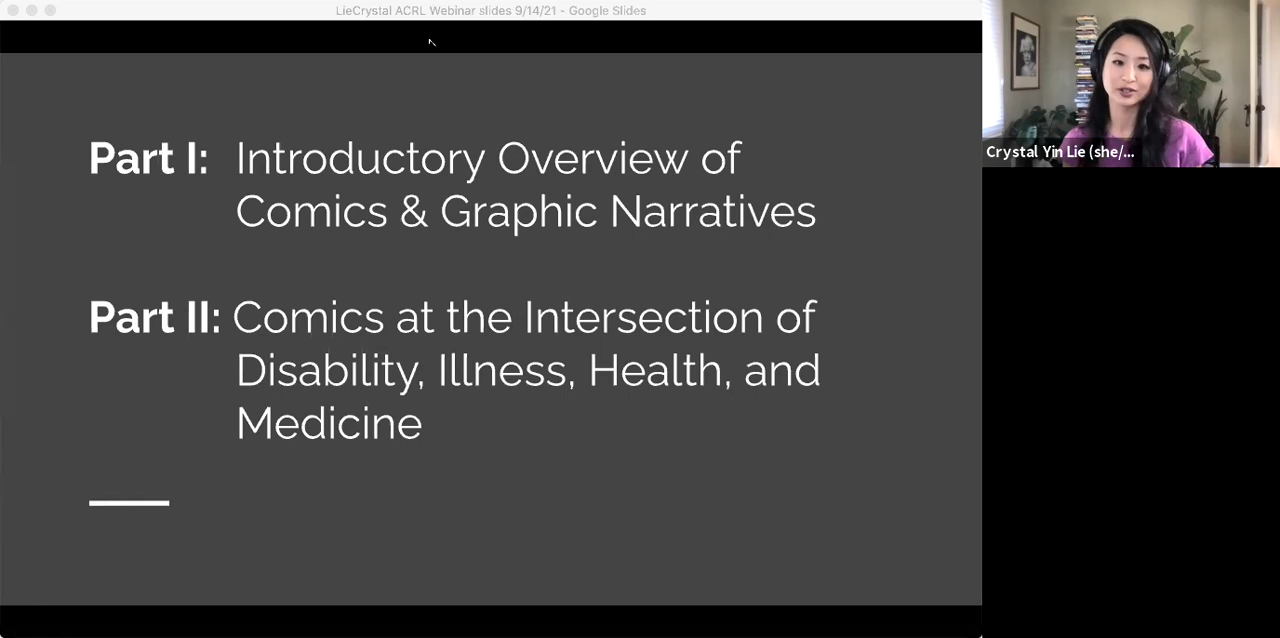 LieCrystal ACRL Webinar slides 9/14/21 - Google Slides
Part I: Introductory Overview of
Comics & Graphic Narratives
Part II: Comics at the Intersection of
Disability, Illness, Health, and
Medicine
Crystal Yin Lie (she/...